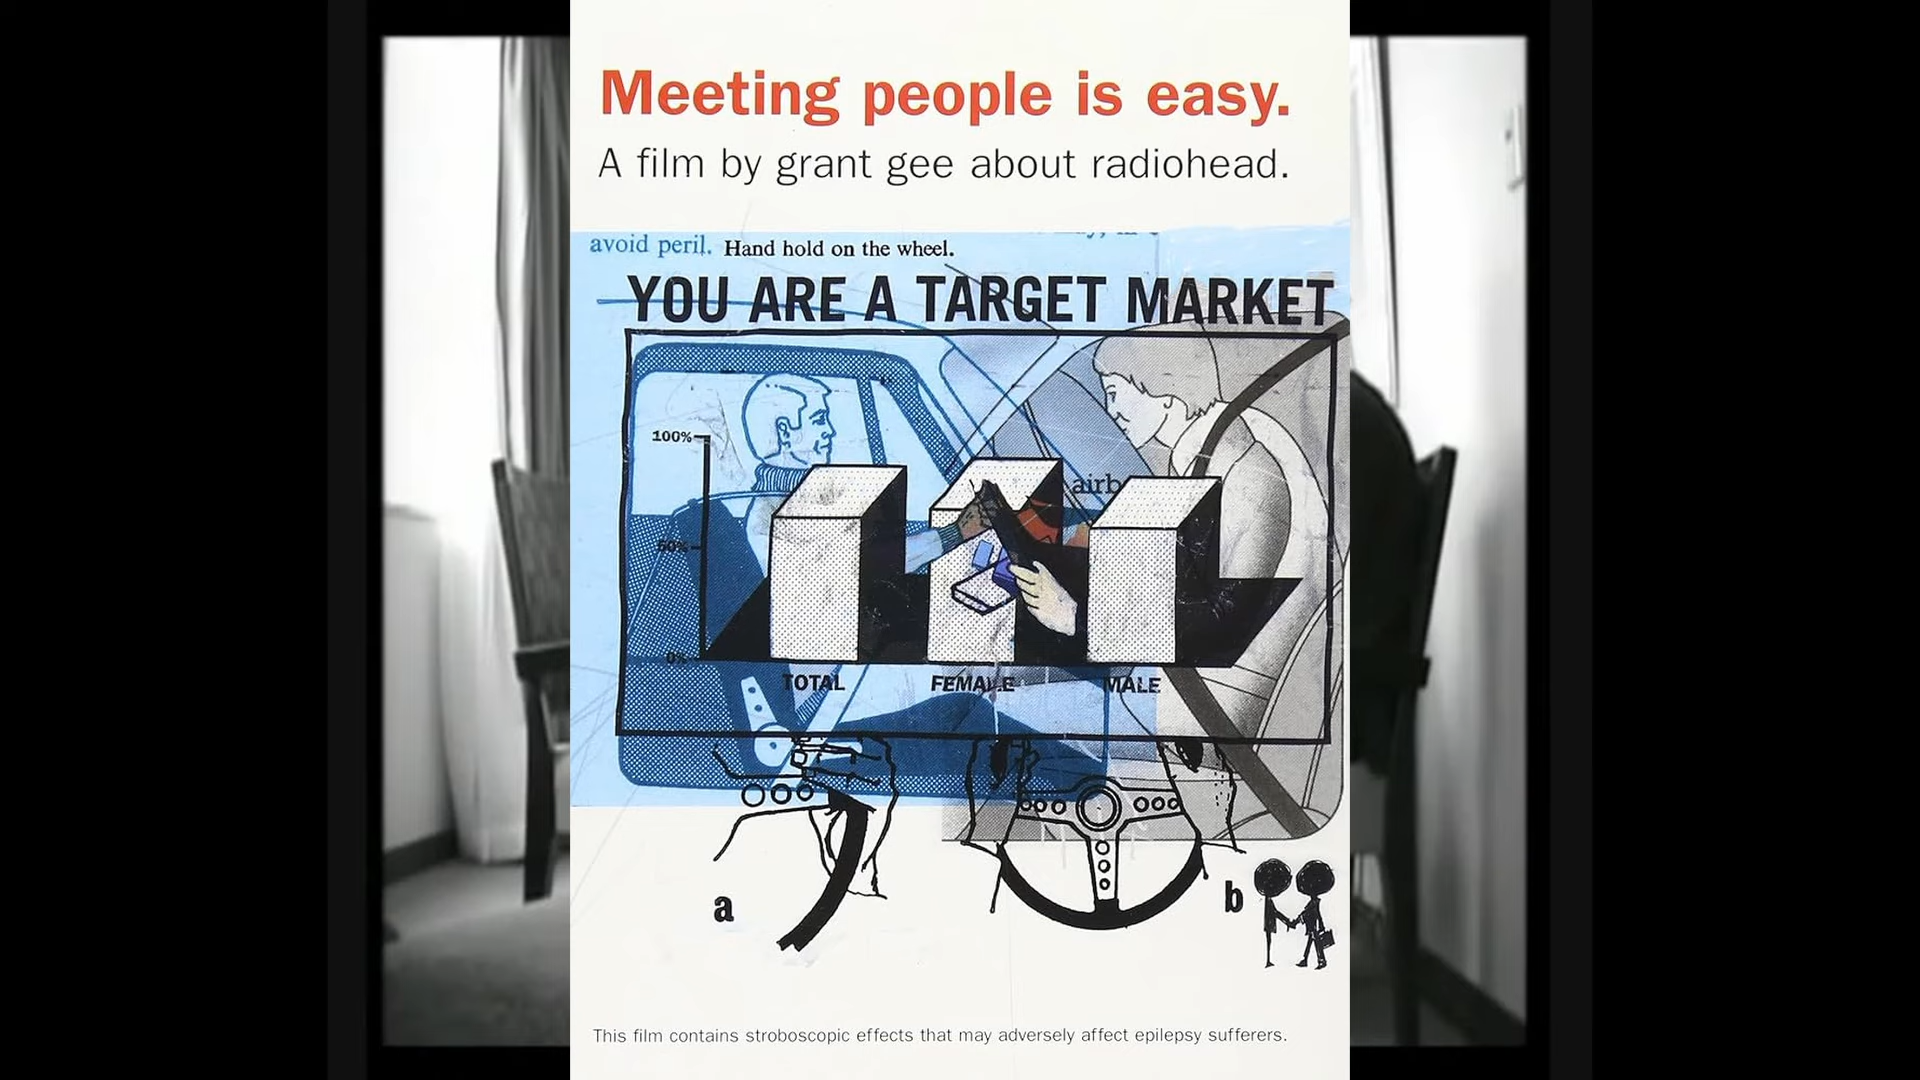 Meeting people is easy.
A film by grant gee about radiohead.
avoid peril. Hand hold on the wheel.
YOU ARE A TARGET MARKET
100%
airb
50%
0%
TOTAL FEMALE MALE
a
b
This film contains stroboscopic effects that may adversely affect epilepsy sufferers.